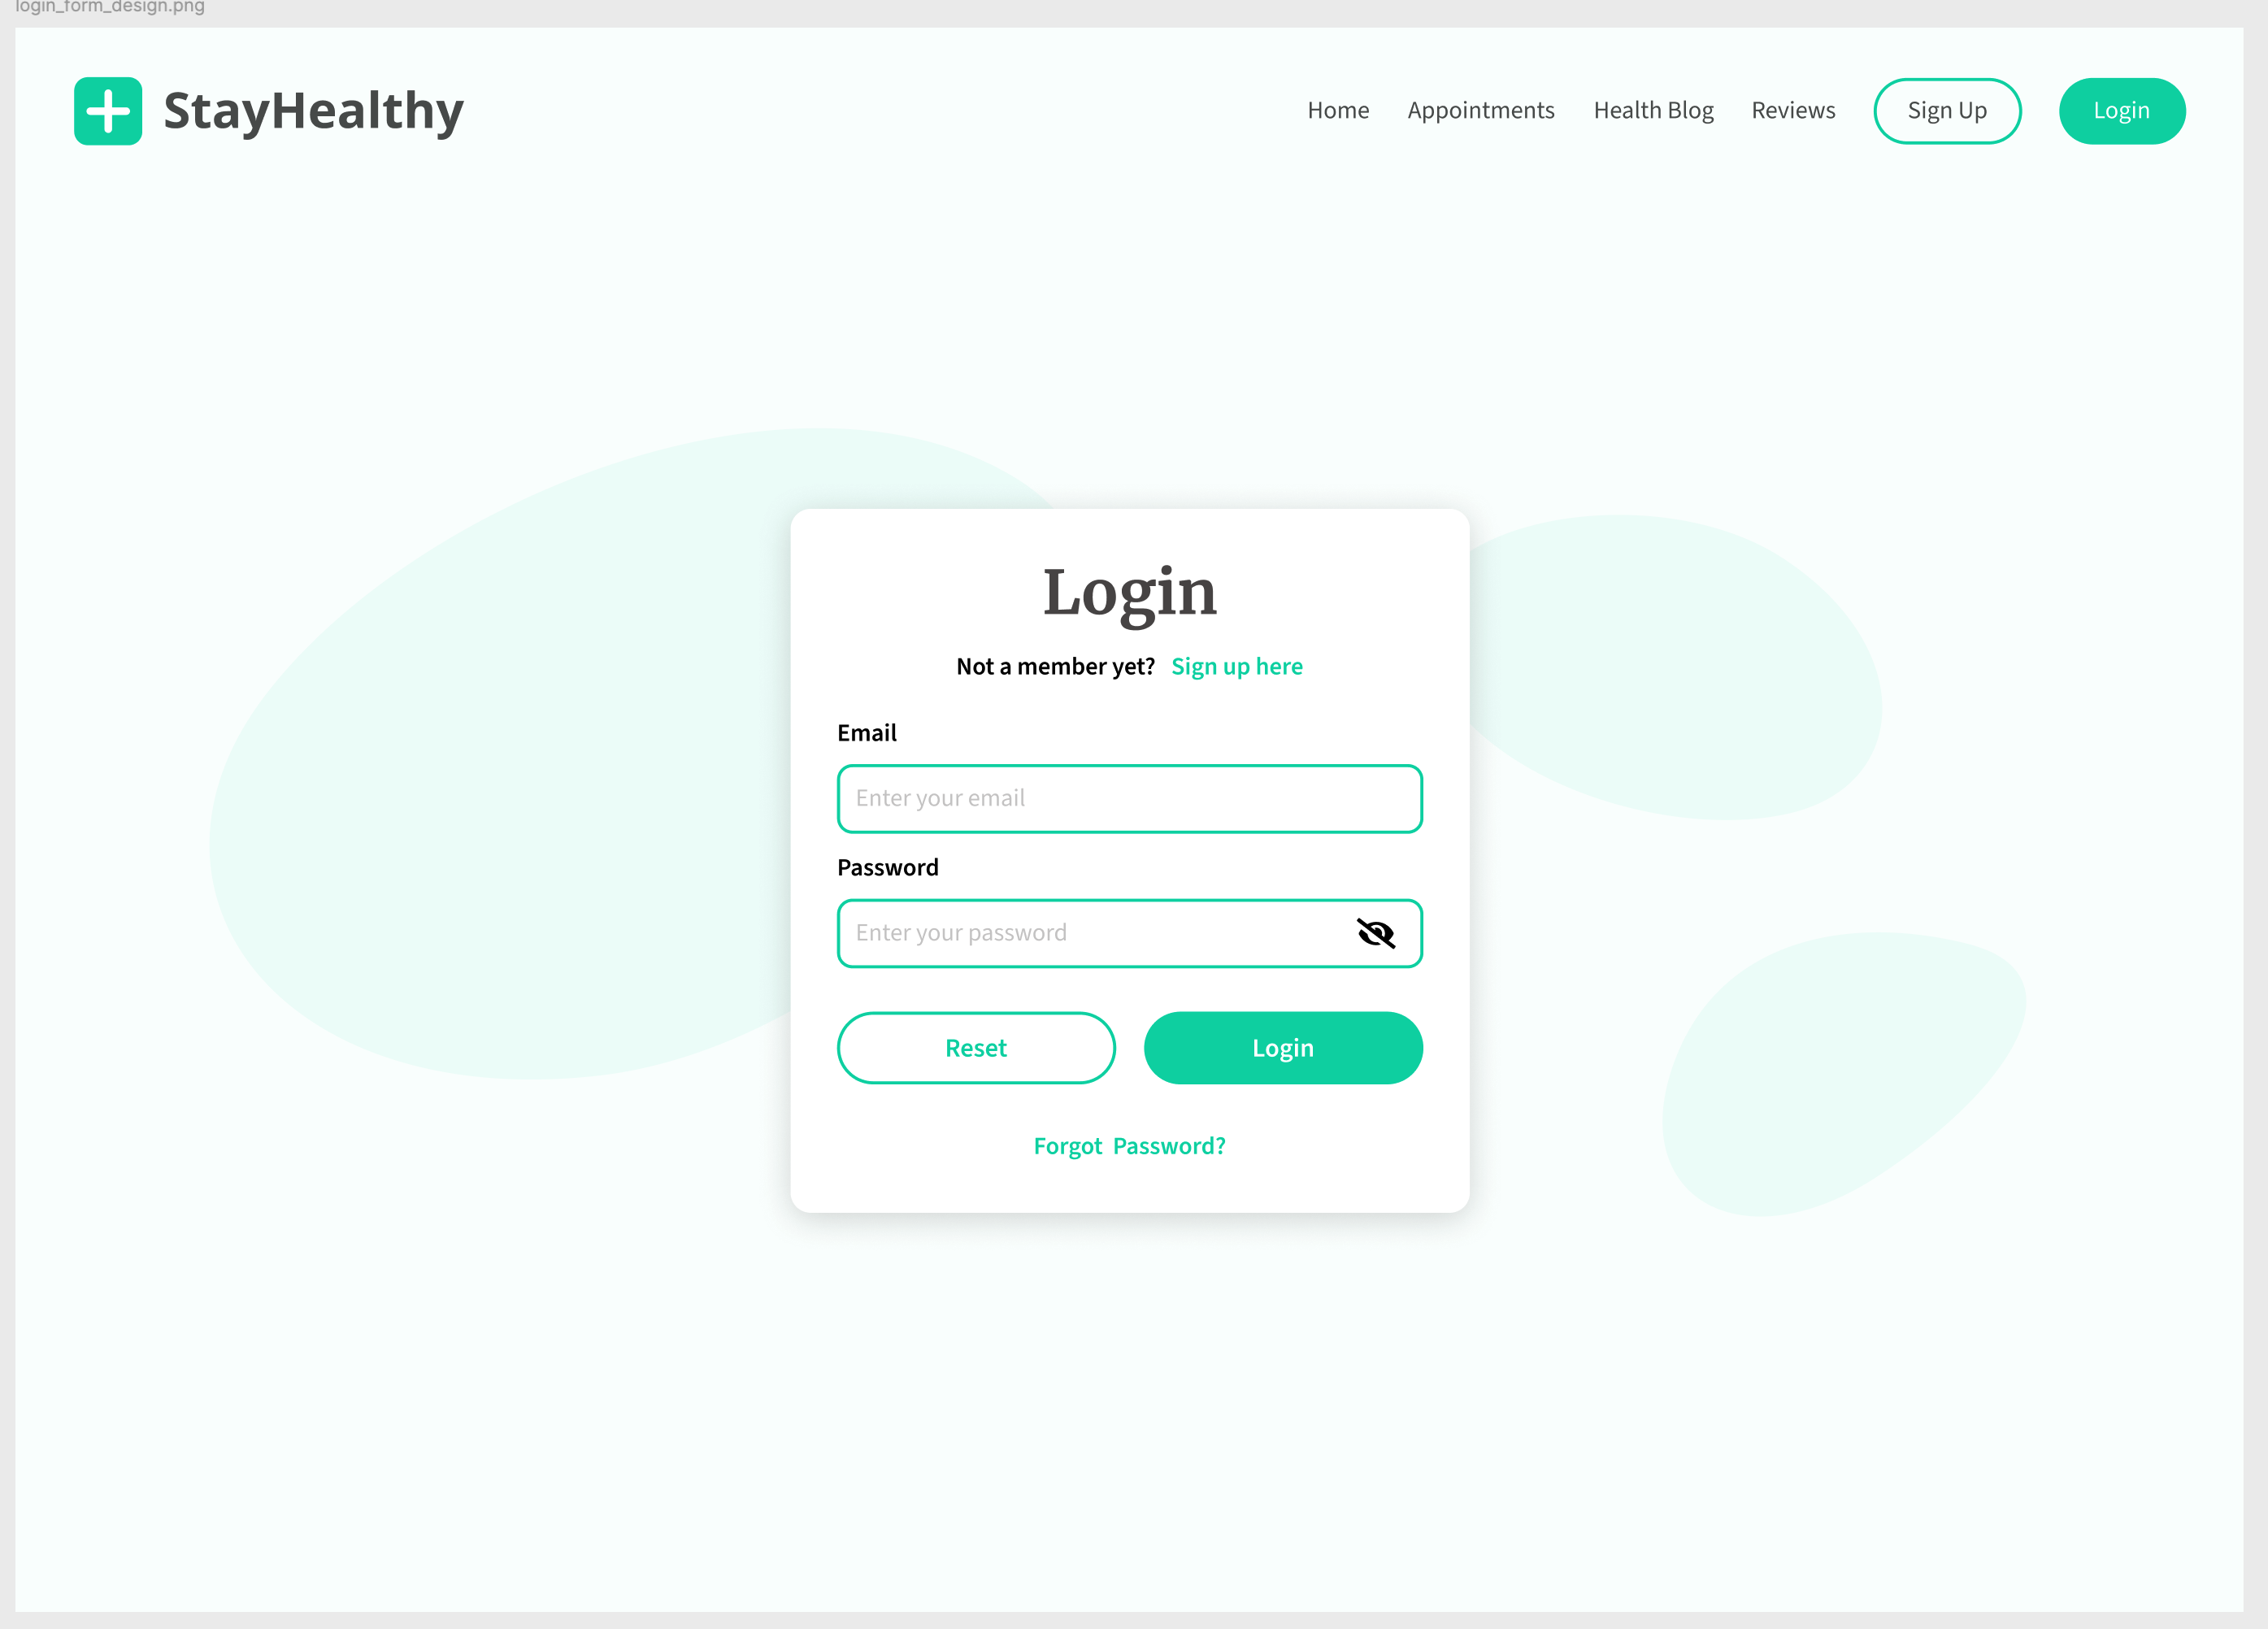 login_form_design.png
StayHealthy
Home Appointments Health Blog Reviews Sign Up Login
Login
Not a member yet? Sign up here
Email
Enter your email
Password
Enter your password
Reset Login
Forgot Password?